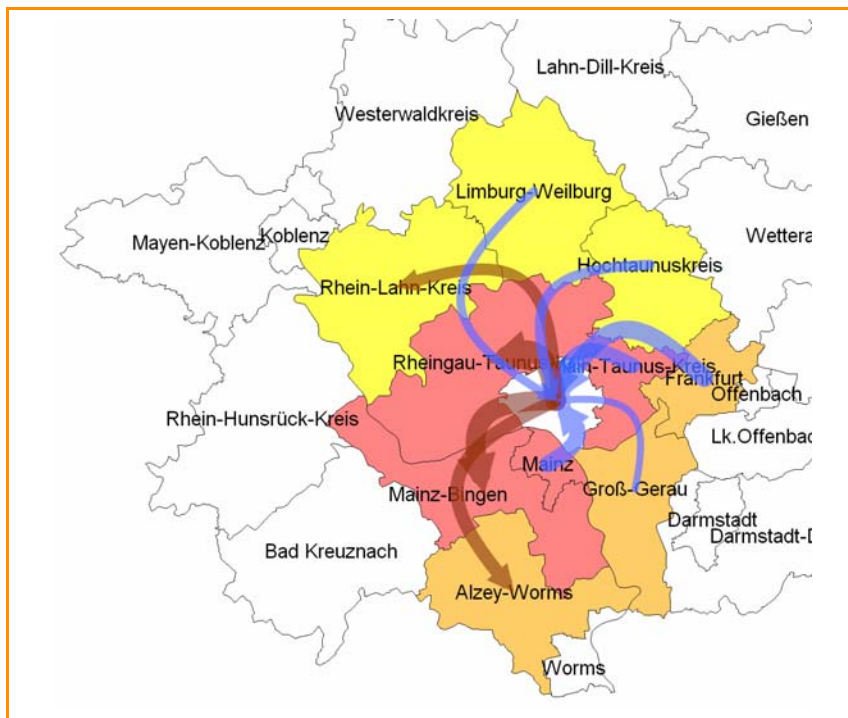 Lahn-Dill-Kreis
Westerwaldkreis
Gießen
Limburg-Weilburg
Wettera
Koblenz
Mayen-Koblenz
Hochtaunuskreis
Rhein-Lahn-Kreis
Rheingau-Taunus-
ain-Taunus-Kreis
Frankfurt
Offenbach
Rhein-Hunsrück-Kreis
Lk.Offenbac
Mainz
Mainz-Bingen
Groß-Gerau
Darmstadt
Darmstadt-D
Bad Kreuznach
Alzey-Worms
Worms